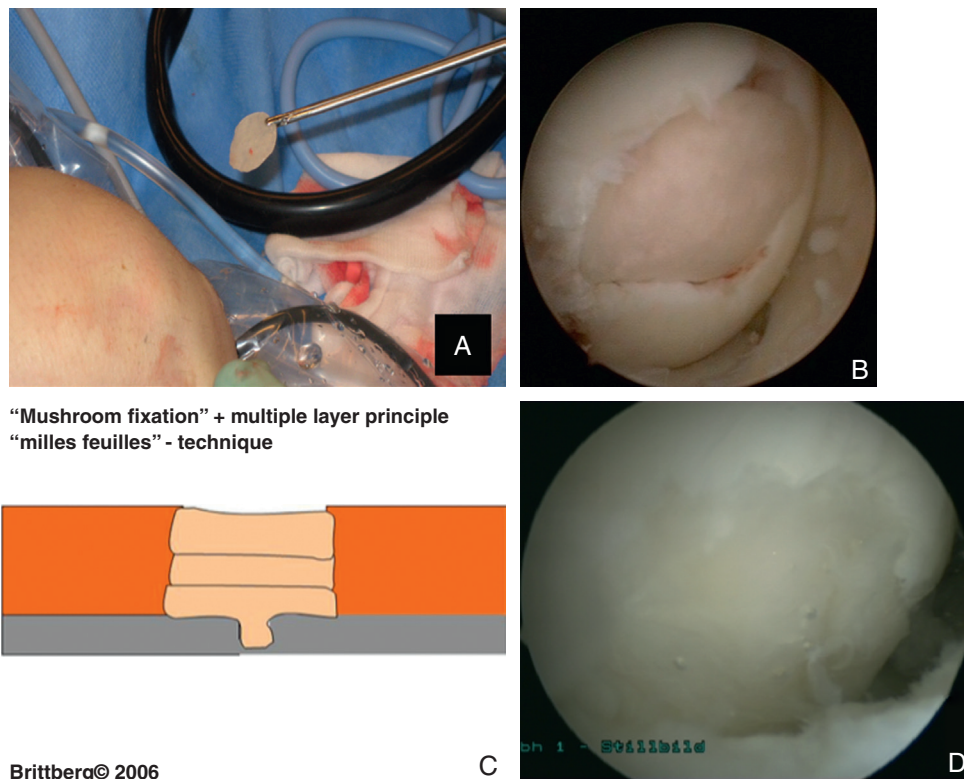 A
B
“Mushroom fixation” + multiple layer principle
“milles feuilles” - technique
Brittberg© 2006
C
bh 1 - Stillbild
D